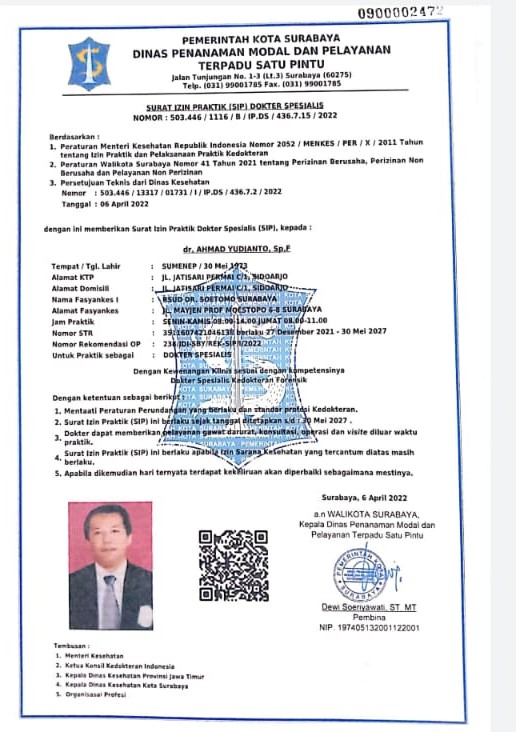 0900002472
PEMERINTAH KOTA SURABAYA
DINAS PENANAMAN MODAL DAN PELAYANAN
TERPADU SATU PINTU
Jalan Tunjungan No. 1-3 (Lt.3) Surabaya (60275)
Telp. (031) 99001785 Fax. (031) 99001785
SURAT IZIN PRAKTIK (SIP) DOKTER SPESIALIS
NOMOR : 503.446 / 1116 / B / IP.DS / 436.7.15 / 2022
Berdasarkan :
1. Peraturan Menteri Kesehatan Republik Indonesia Nomor 2052 / MENKES / PER / X / 2011 Tahun
tentang Izin Praktik dan Pelaksanaan Praktik Kedokteran
2. Peraturan Walikota Surabaya Nomor 41 Tahun 2021 tentang Perizinan Berusaha, Perizinan Non
Berusaha dan Pelayanan Non Perizinan
3. Persetujuan Teknis dari Dinas Kesehatan
Nomor : 503.446 / 13317 / 01731 / I / IP.DS / 436.7.2 / 2022
Tanggal : 06 April 2022
dengan ini memberikan Surat Izin Praktik Dokter Spesialis (SIP), kepada :
dr. AHMAD YUDIANTO, Sp.F
Tempat / Tgl. Lahir : SUMENEP / 30 Mei 1973
Alamat KTP : JL. JATISARI PERMAI C/1, SIDOARJO
Alamat Domisili : JL. JATISARI PERMAI C/1, SIDOARJO
Nama Fasyankes I : RSUD DR. SOETOMO SURABAYA
Alamat Fasyankes : JL. MAYJEN PROF MOESTOPO 6-8 SURABAYA
Jam Praktik : SENIN-KAMIS 08.00-14.00 JUMAT 08.00-11.00
Nomor STR : berlaku 27 Desember 2021 - 30 Mei 2027
Nomor Rekomendasi OP :
Untuk Praktik sebagai : DOKTER SPESIALIS
Dengan Kewenangan Klinis sesuai dengan kompetensinya
Dokter Spesialis Kedokteran Forensik
Dengan ketentuan sebagai berikut :
1. Mentaati Peraturan Perundangan yang berlaku dan standar profesi Kedokteran.
2. Surat Izin Praktik (SIP) ini berlaku sejak tanggal ditetapkan s/d : 30 Mei 2027 .
3. Dokter dapat memberikan pelayanan gawat darurat, konsultasi, operasi dan visite diluar waktu
praktik.
4. Surat Izin Praktik (SIP) ini berlaku apabila Izin Sarana Kesehatan yang tercantum diatas masih
berlaku.
5. Apabila dikemudian hari ternyata terdapat kekeliruan akan diperbaiki sebagaimana mestinya.
Surabaya, 6 April 2022
a.n WALIKOTA SURABAYA,
Kepala Dinas Penanaman Modal dan
Pelayanan Terpadu Satu Pintu
PEMERINTAH KOTA
SURABAYA
Dewi Soeriyawati, ST. MT
Pembina
NIP. 197405132001122001
Tembusan :
1. Menteri Kesehatan
2. Ketua Konsil Kedokteran Indonesia
3. Kepala Dinas Kesehatan Provinsi Jawa Timur
4. Kepala Dinas Kesehatan Kota Surabaya
5. Organisasi Profesi